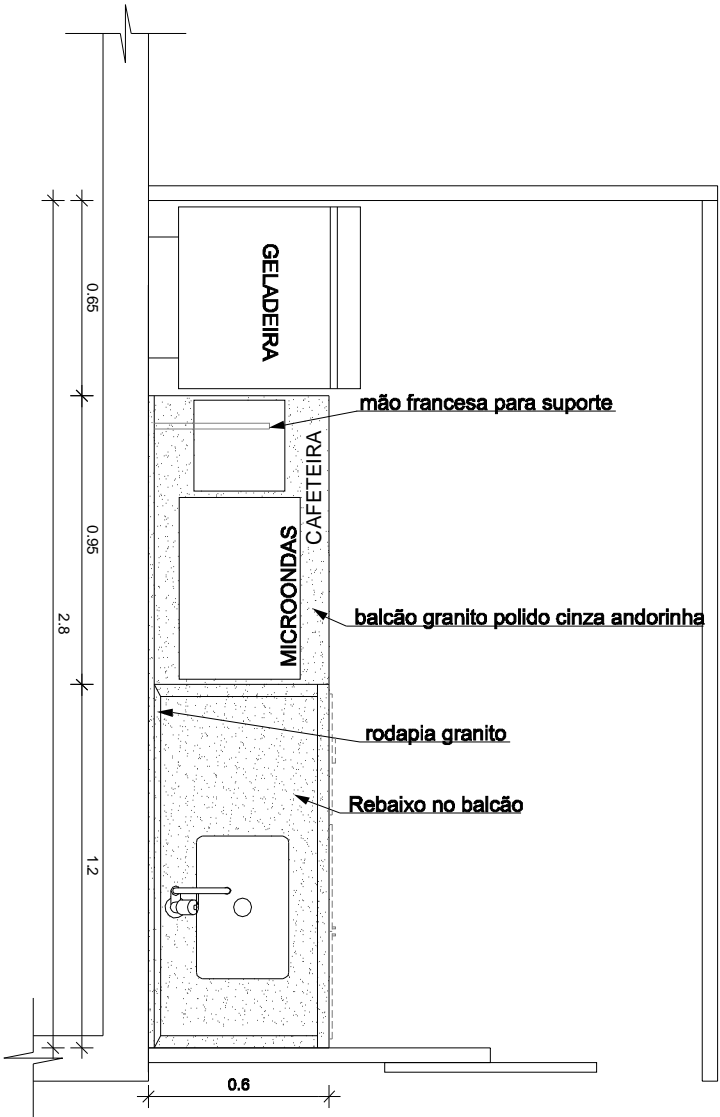 GELADEIRA
0.65
mão francesa para suporte
CAFETEIRA
MICROONDAS
0.95
2.8
balcão granito polido cinza andorinha
rodapia granito
Rebaixo no balcão
1.2
0.6